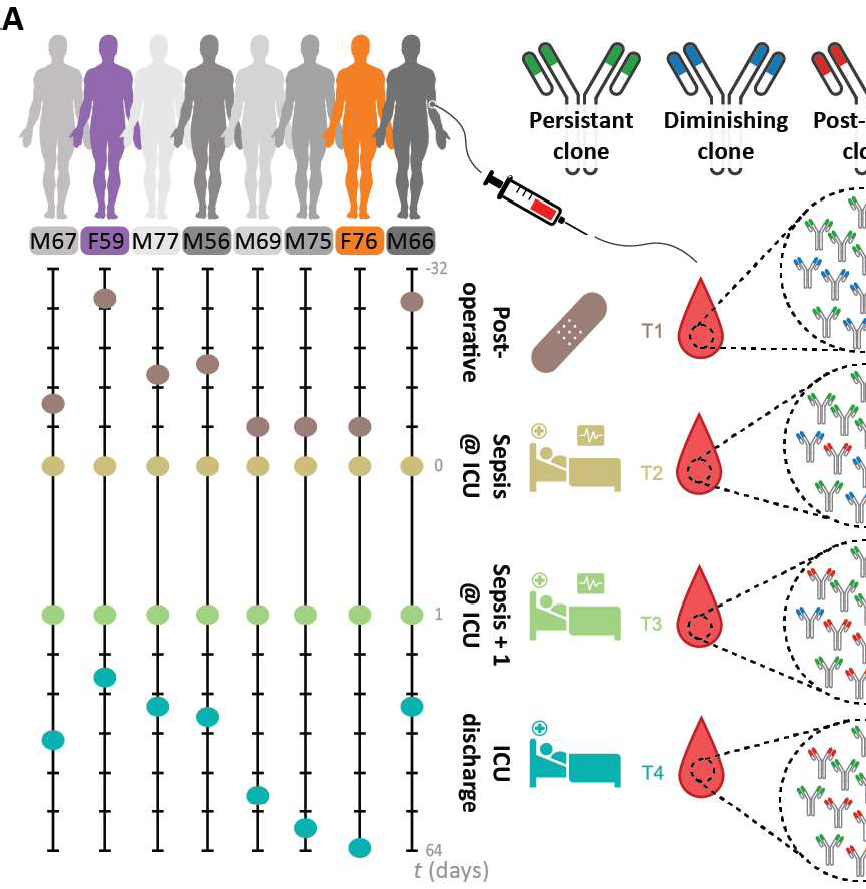 A
Persistant
clone
Diminishing
clone
Post-
clo
M67 F59 M77 M56 M69 M75 F76 M66
-32
Post-
operative
T1
Sepsis
@ ICU
0
T2
Sepsis + 1
@ ICU
1
T3
ICU
discharge
T4
64
t (days)